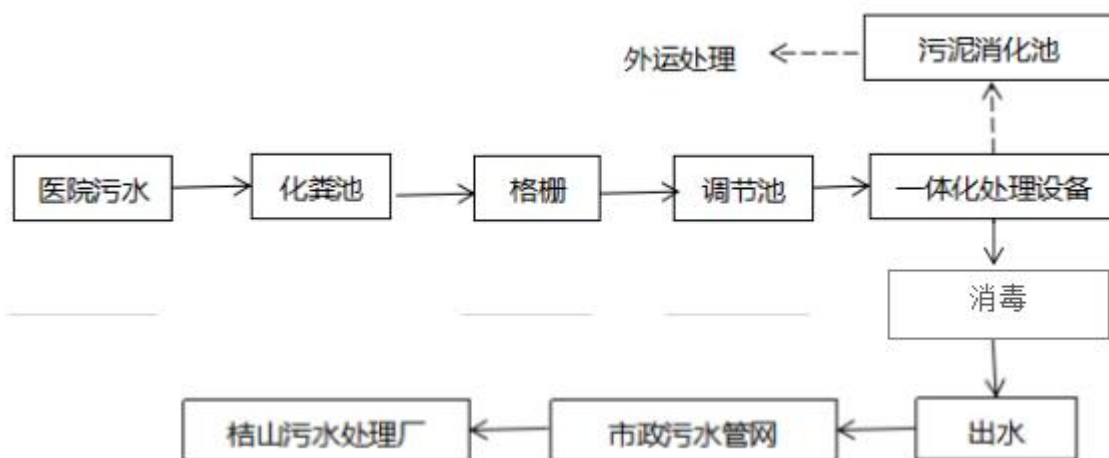 外运处理
污泥消化池
医院污水
化粪池
格栅
调节池
一体化处理设备
消毒
桔山污水处理厂
市政污水管网
出水